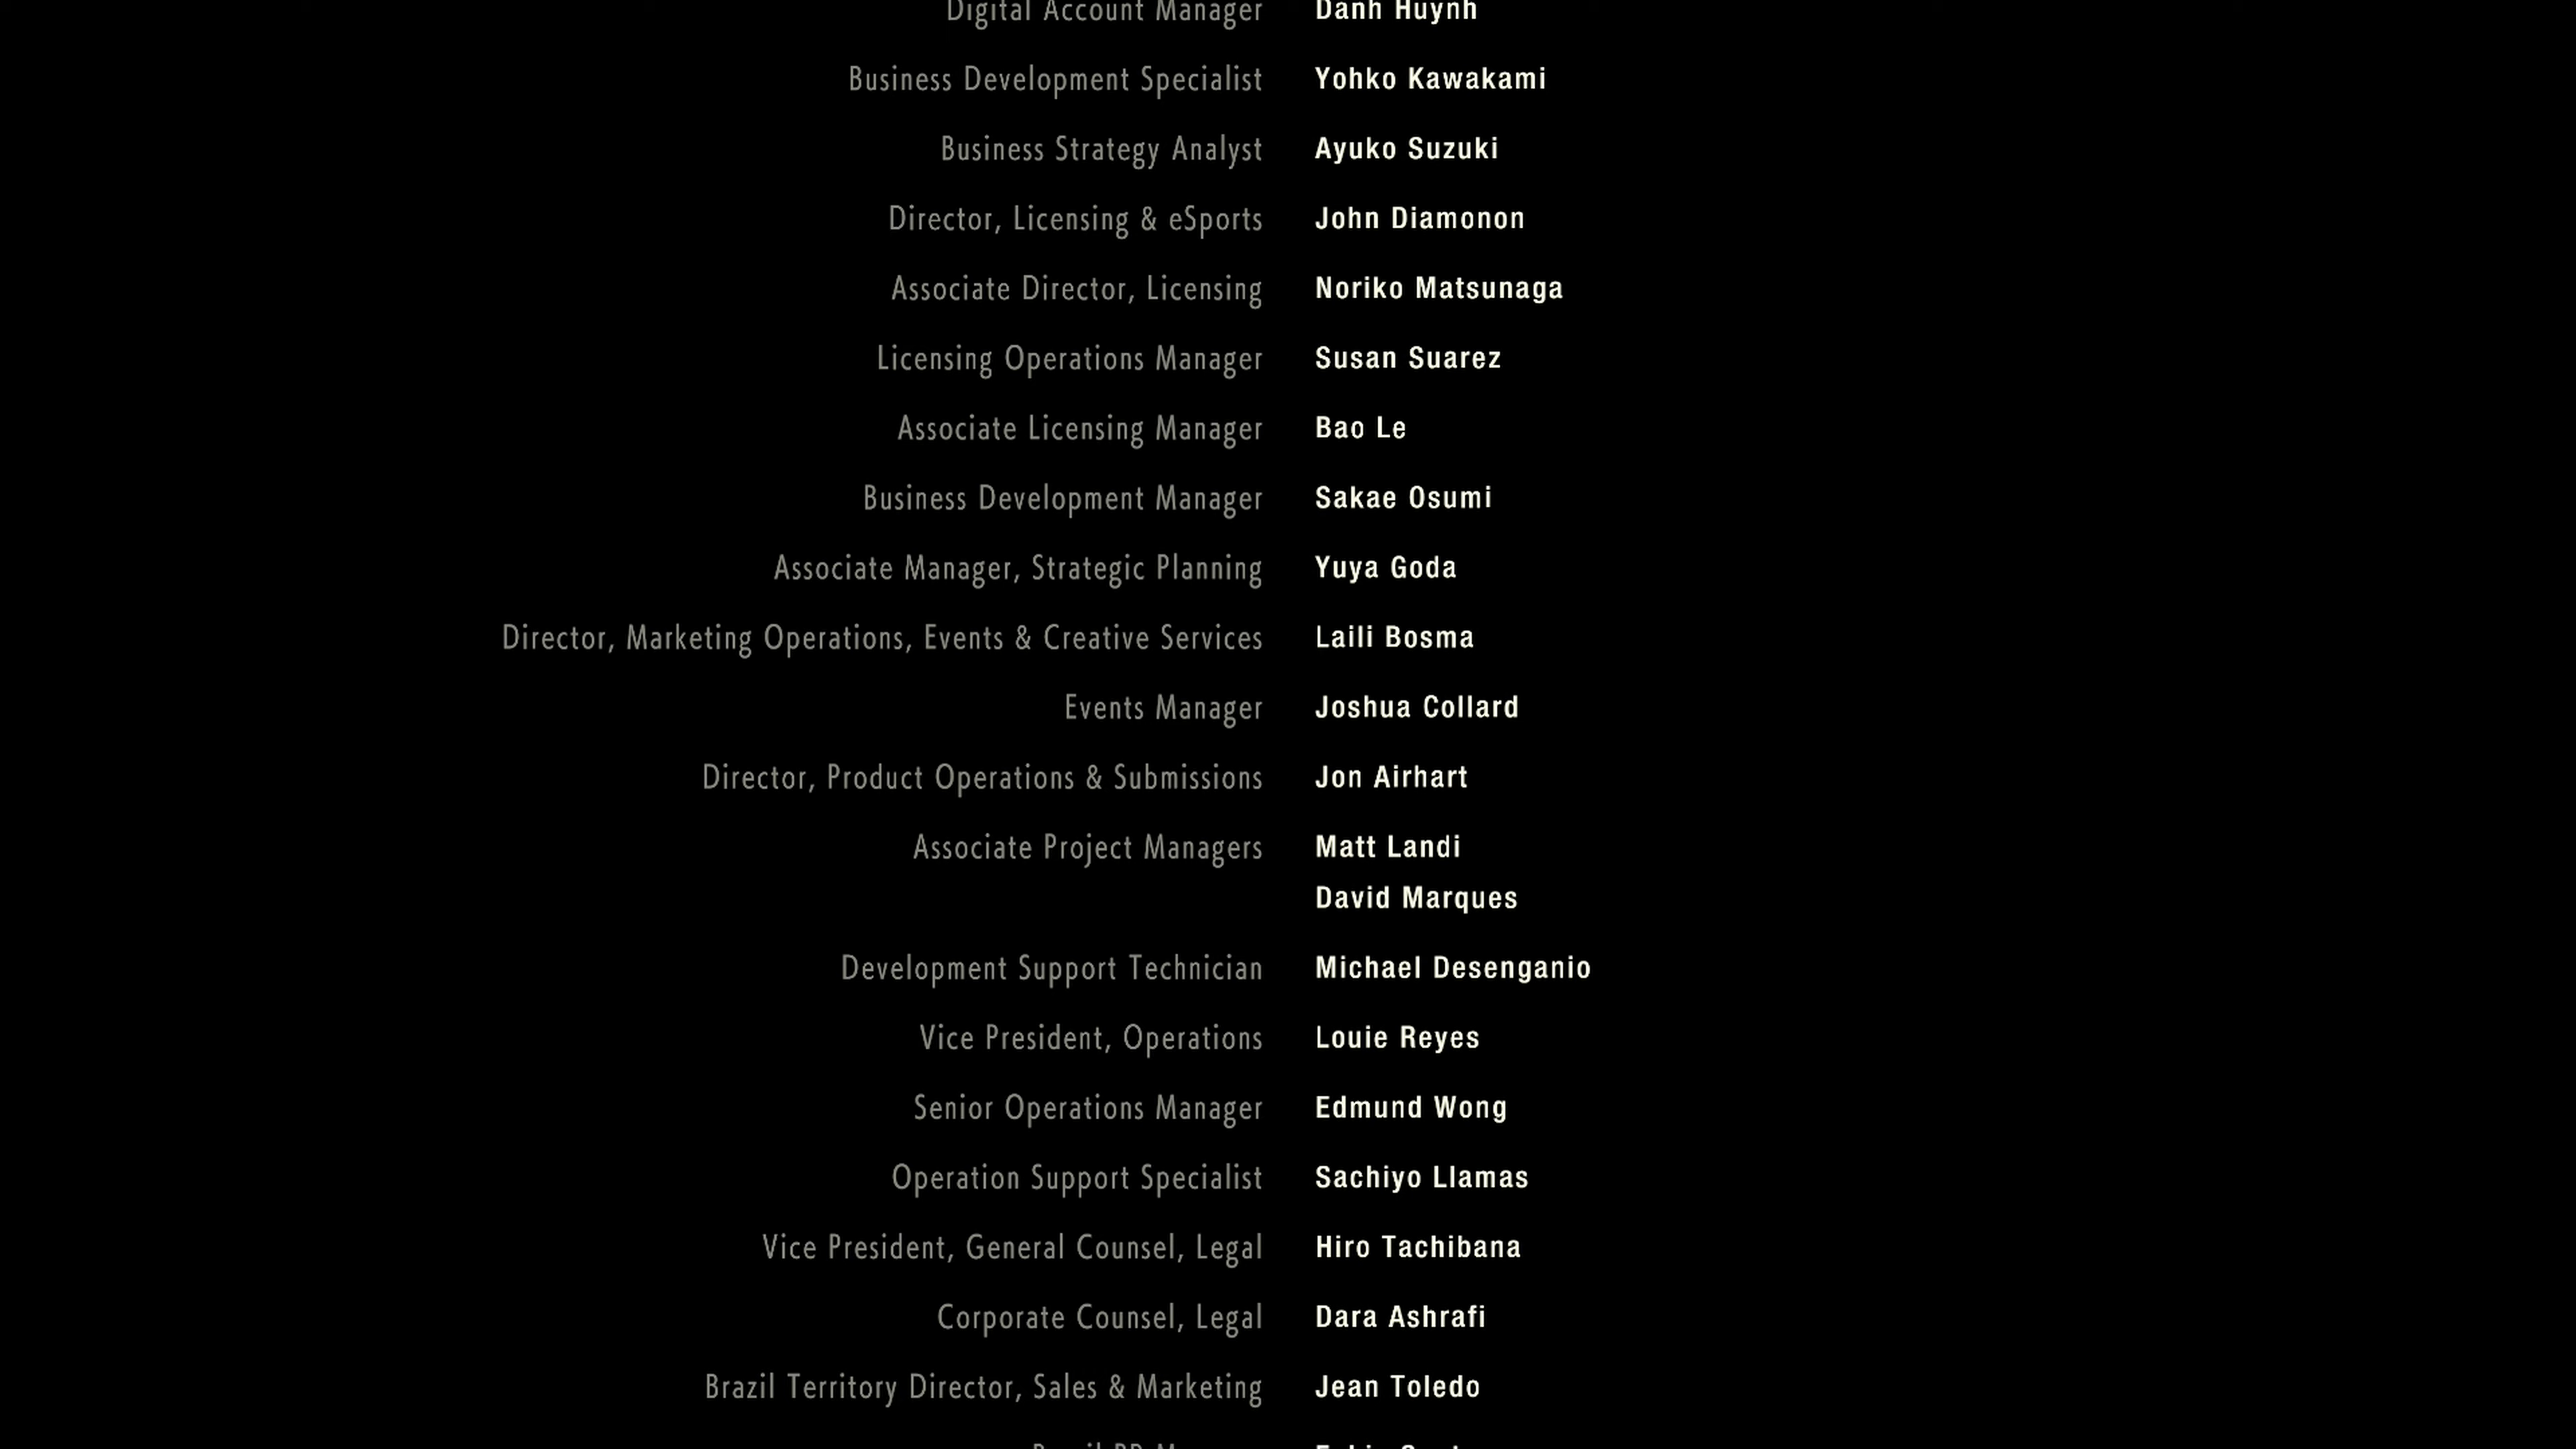 Digital Account Manager Danh Huynh
Business Development Specialist Yohko Kawakami
Business Strategy Analyst Ayuko Suzuki
Director, Licensing & eSports John Diamonon
Associate Director, Licensing Noriko Matsunaga
Licensing Operations Manager Susan Suarez
Associate Licensing Manager Bao Le
Business Development Manager Sakae Osumi
Associate Manager, Strategic Planning Yuya Goda
Director, Marketing Operations, Events & Creative Services Laili Bosma
Events Manager Joshua Collard
Director, Product Operations & Submissions Jon Airhart
Associate Project Managers Matt Landi
David Marques
Development Support Technician Michael Desenganio
Vice President, Operations Louie Reyes
Senior Operations Manager Edmund Wong
Operation Support Specialist Sachiyo Llamas
Vice President, General Counsel, Legal Hiro Tachibana
Corporate Counsel, Legal Dara Ashrafi
Brazil Territory Director, Sales & Marketing Jean Toledo